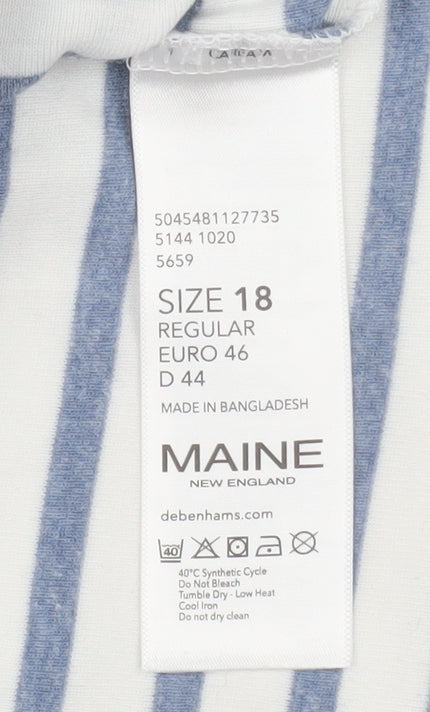 5045481127735
5144 1020
5659
SIZE 18
REGULAR
EURO 46
D 44
MADE IN BANGLADESH
MAINE
NEW ENGLAND
debenhams.com
40
40°C Synthetic Cycle
Do Not Bleach
Tumble Dry - Low Heat
Cool Iron
Do not dry clean